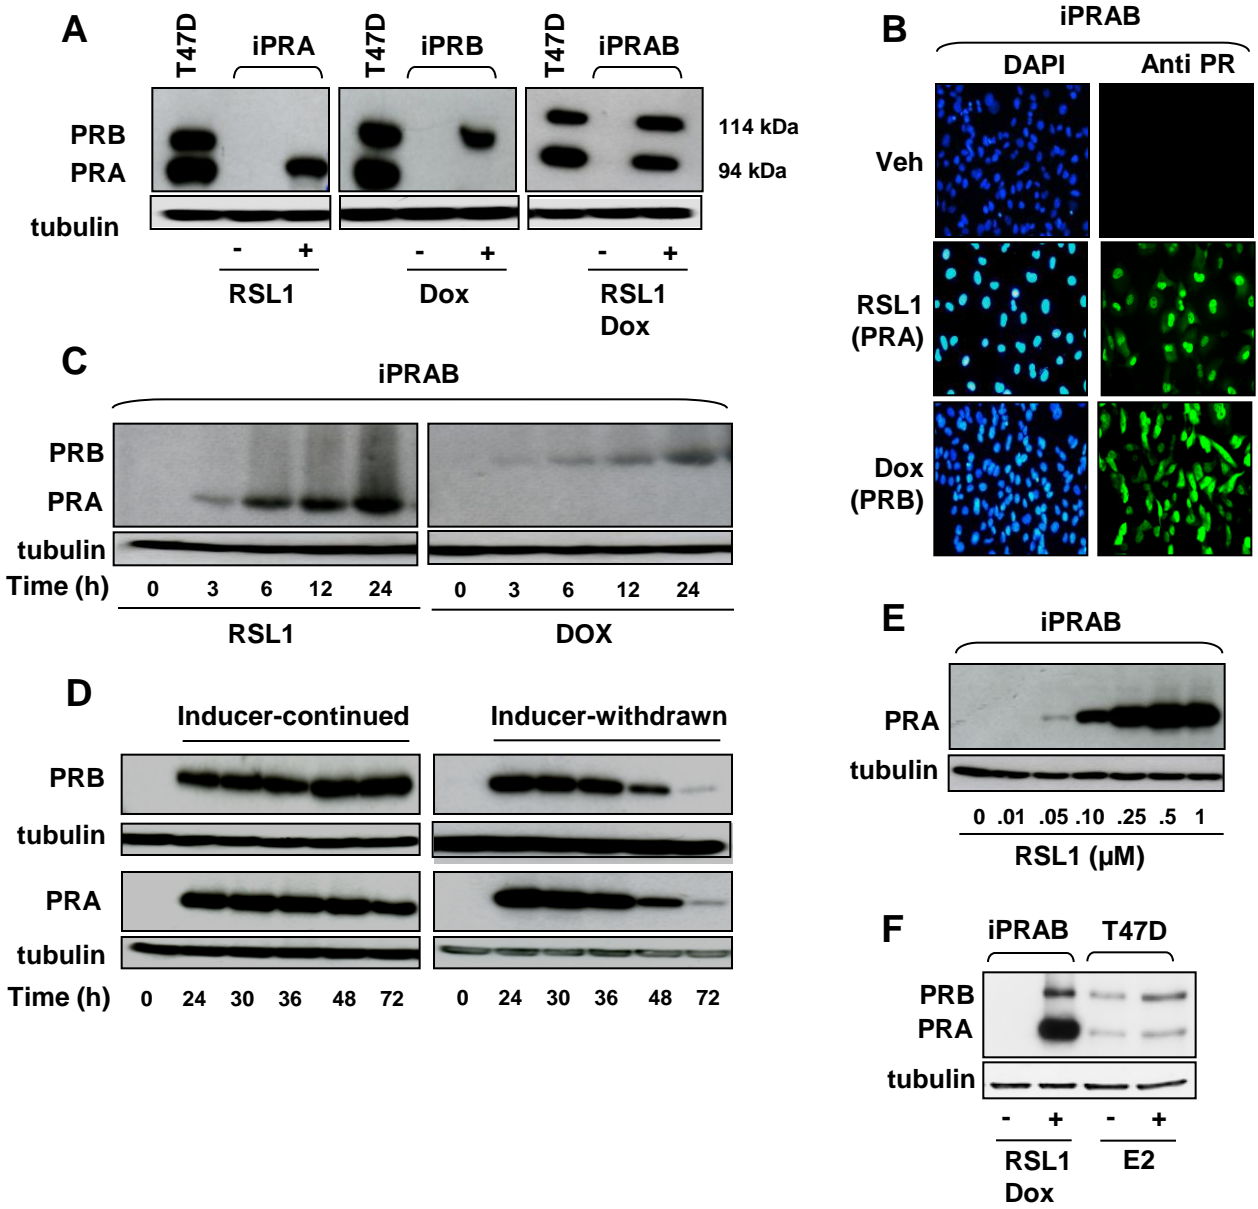 A
T47D
iPRA
T47D
iPRB
T47D
iPRAB
PRB
PRA
114 kDa
94 kDa
tubulin
- + - + - +
RSL1 Dox RSL1
Dox
B
iPRAB
DAPI Anti PR
Veh
RSL1
(PRA)
Dox
(PRB)
C
iPRAB
PRB
PRA
tubulin
Time (h) 0 3 6 12 24 0 3 6 12 24
RSL1 DOX
D
Inducer-continued Inducer-withdrawn
PRB
tubulin
PRA
tubulin
Time (h) 0 24 30 36 48 72 0 24 30 36 48 72
E
iPRAB
PRA
tubulin
0 .01 .05 .10 .25 .5 1
RSL1 (µM)
F
iPRAB T47D
PRB
PRA
tubulin
- + - +
RSL1 E2
Dox